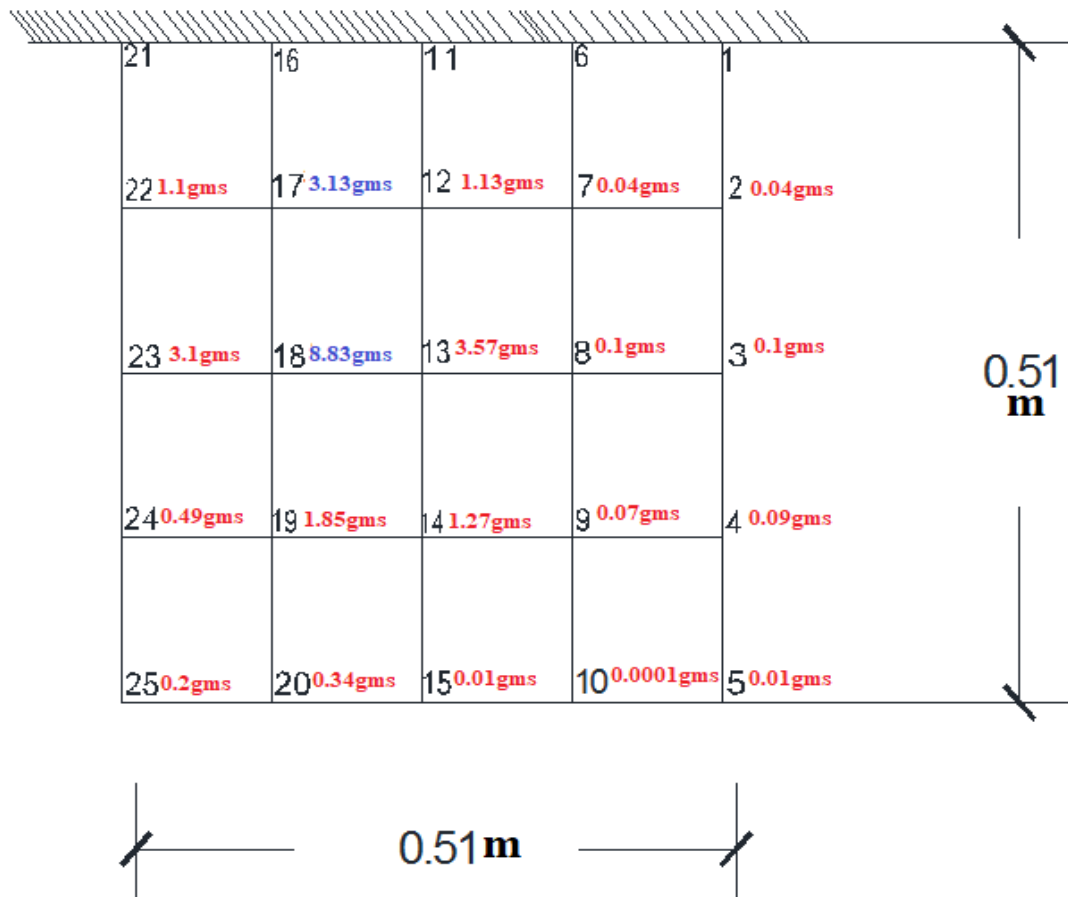 21 16 11 6 1
22 1.1gms 17 3.13gms 12 1.13gms 7 0.04gms 2 0.04gms
23 3.1gms 18 8.83gms 13 3.57gms 8 0.1gms 3 0.1gms
0.51
m
24 0.49gms 19 1.85gms 14 1.27gms 9 0.07gms 4 0.09gms
25 0.2gms 20 0.34gms 15 0.01gms 10 0.0001gms 5 0.01gms
0.51 m